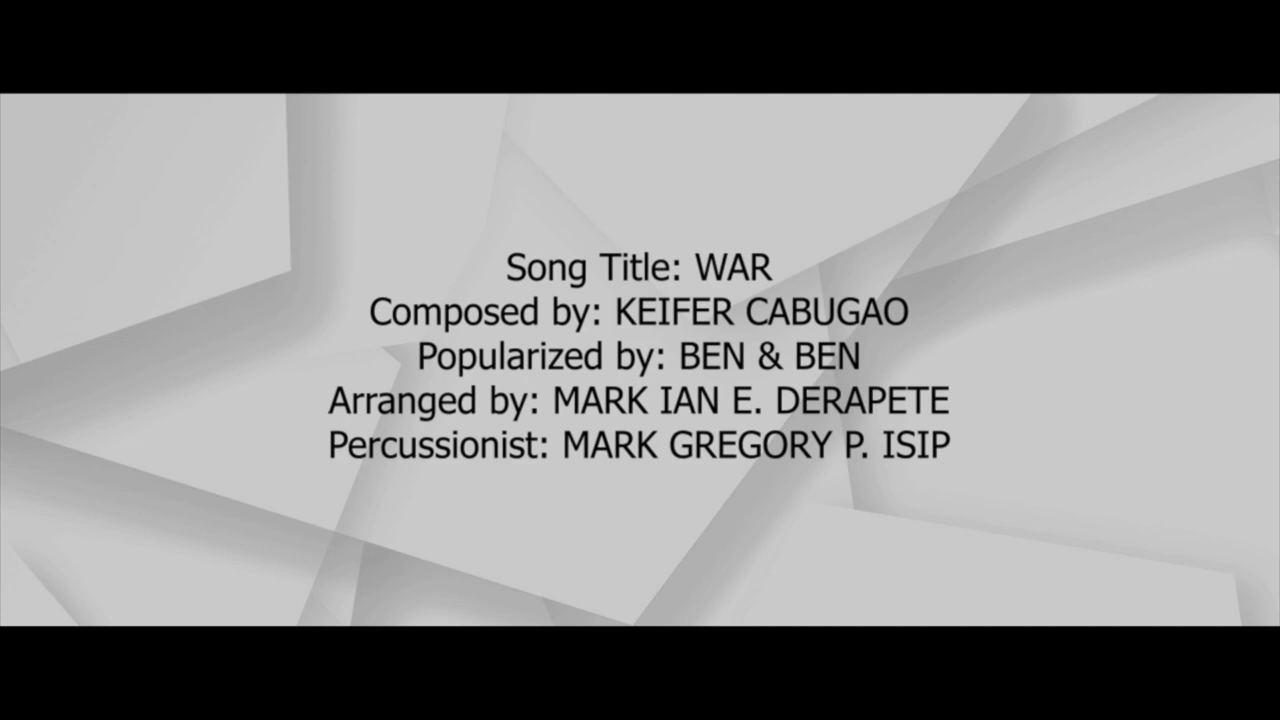 Song Title: WAR
Composed by: KEIFER CABUGAO
Popularized by: BEN & BEN
Arranged by: MARK IAN E. DERAPETE
Percussionist: MARK GREGORY P. ISIP